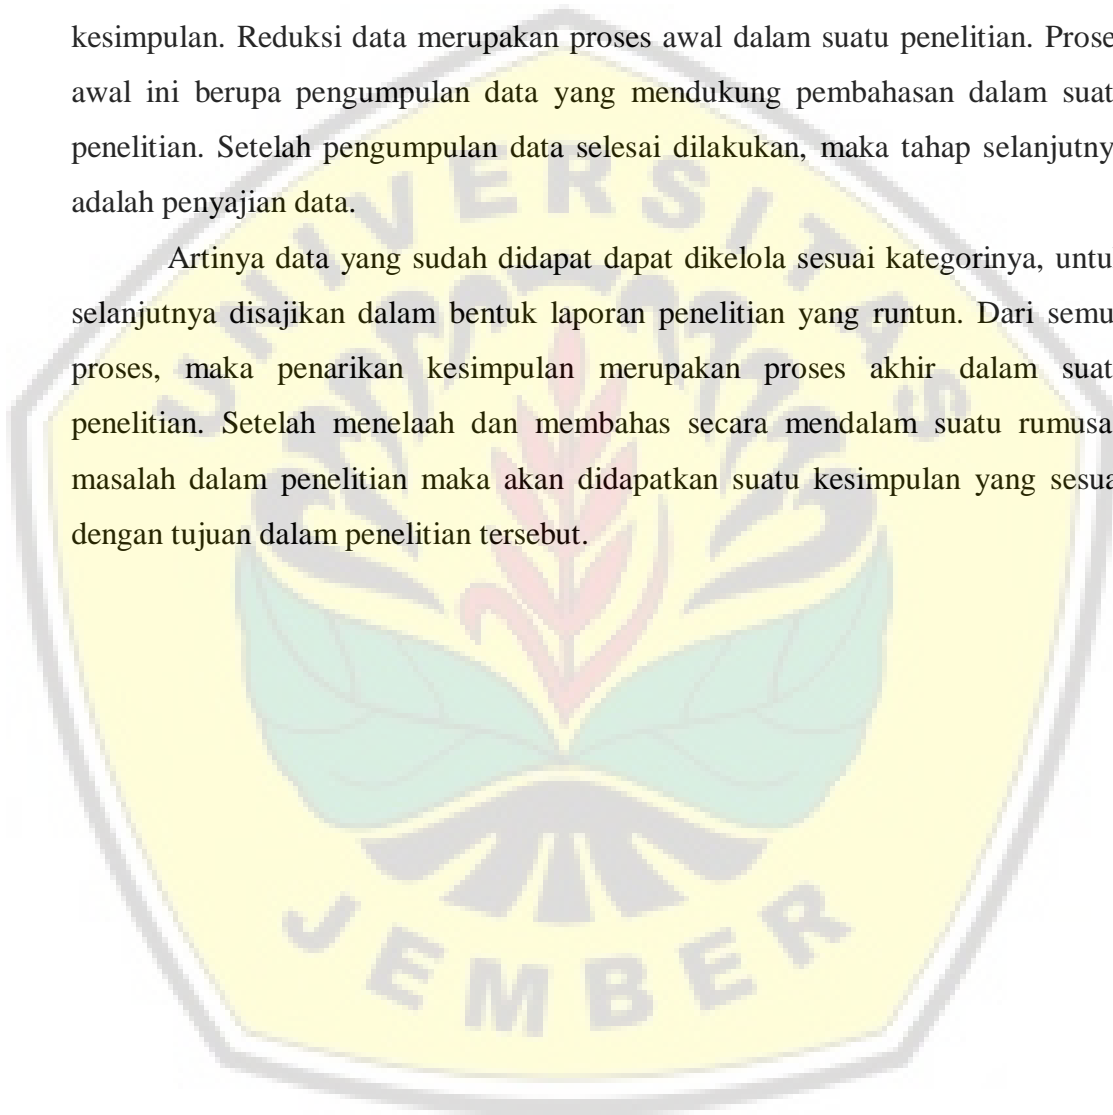 kesimpulan. Reduksi data merupakan proses awal dalam suatu penelitian. Prose
awal ini berupa pengumpulan data yang mendukung pembahasan dalam suat
penelitian. Setelah pengumpulan data selesai dilakukan, maka tahap selanjutny
adalah penyajian data.
Artinya data yang sudah didapat dapat dikelola sesuai kategorinya, untu
selanjutnya disajikan dalam bentuk laporan penelitian yang runtun. Dari semu
proses, maka penarikan kesimpulan merupakan proses akhir dalam suat
penelitian. Setelah menelaah dan membahas secara mendalam suatu rumusa
masalah dalam penelitian maka akan didapatkan suatu kesimpulan yang sesua
dengan tujuan dalam penelitian tersebut.
UNIVERSITAS
JEMBER